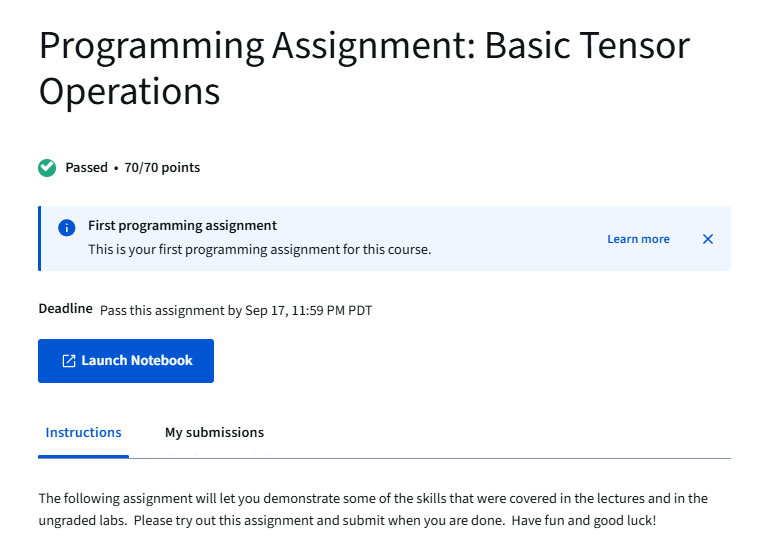 Programming Assignment: Basic Tensor
Operations
Passed • 70/70 points
First programming assignment
This is your first programming assignment for this course.
Learn more
Deadline Pass this assignment by Sep 17, 11:59 PM PDT
Launch Notebook
Instructions My submissions
The following assignment will let you demonstrate some of the skills that were covered in the lectures and in the
ungraded labs. Please try out this assignment and submit when you are done. Have fun and good luck!